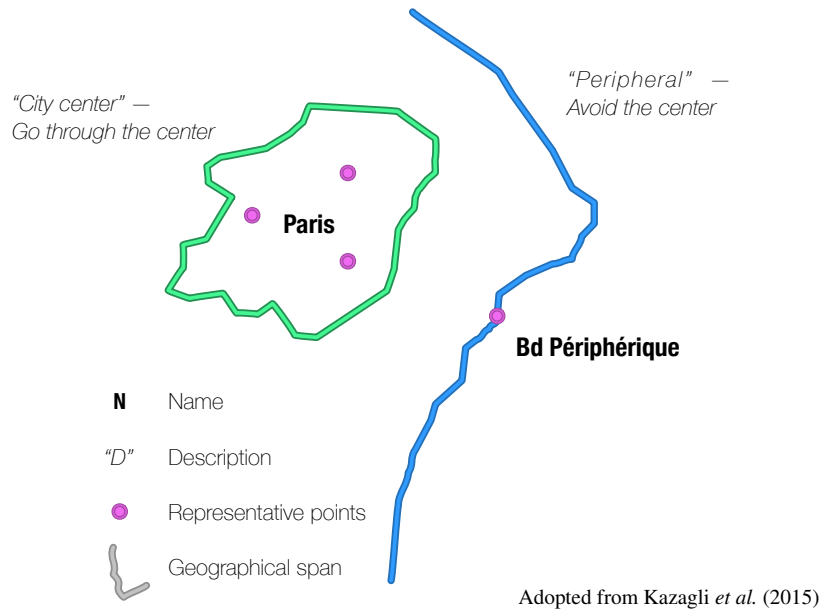 "Peripheral" —
Avoid the center
"City center" —
Go through the center
Paris
Bd Périphérique
N Name
"D" Description
Representative points
Geographical span
Adopted from Kazagli et al. (2015)